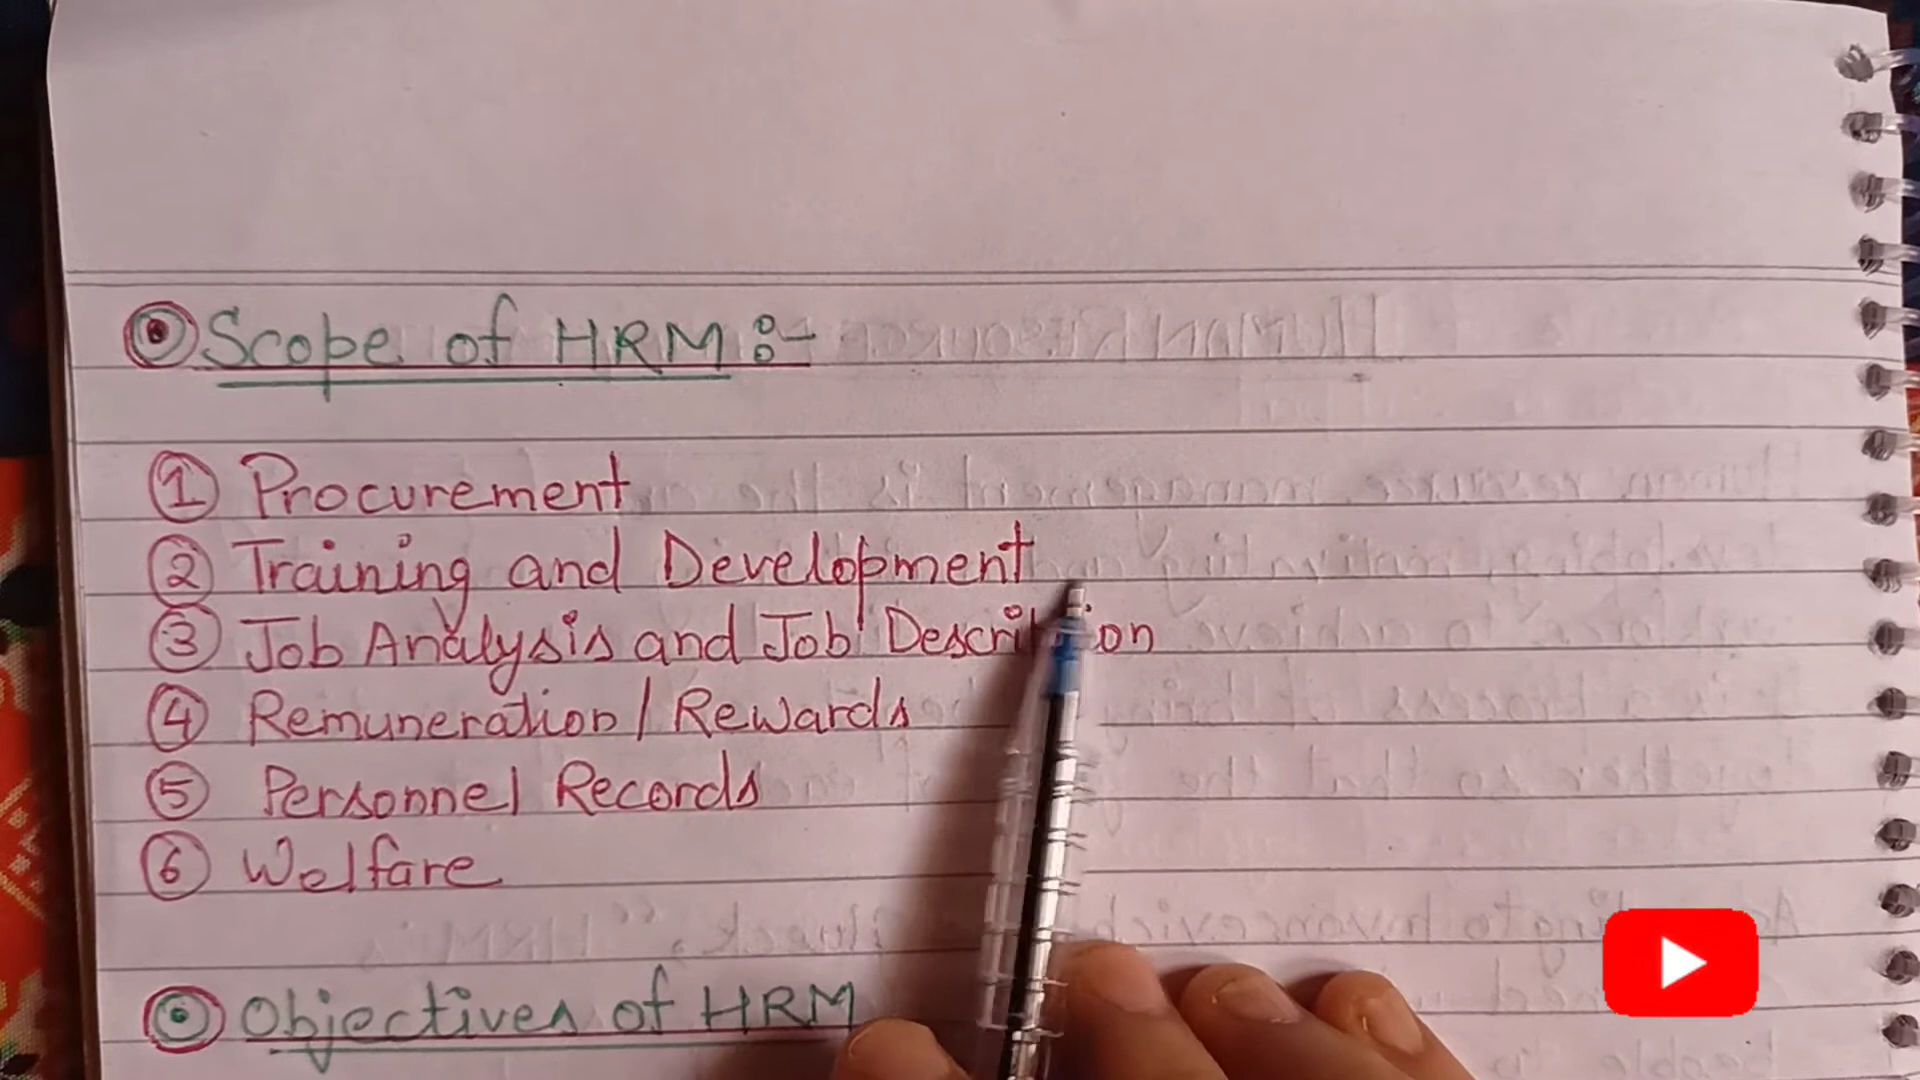 Scope of HRM :-
① Procurement
② Training and Development
③ Job Analysis and Job Description
④ Remuneration / Rewards
⑤ Personnel Records
⑥ Welfare
Objectives of HRM